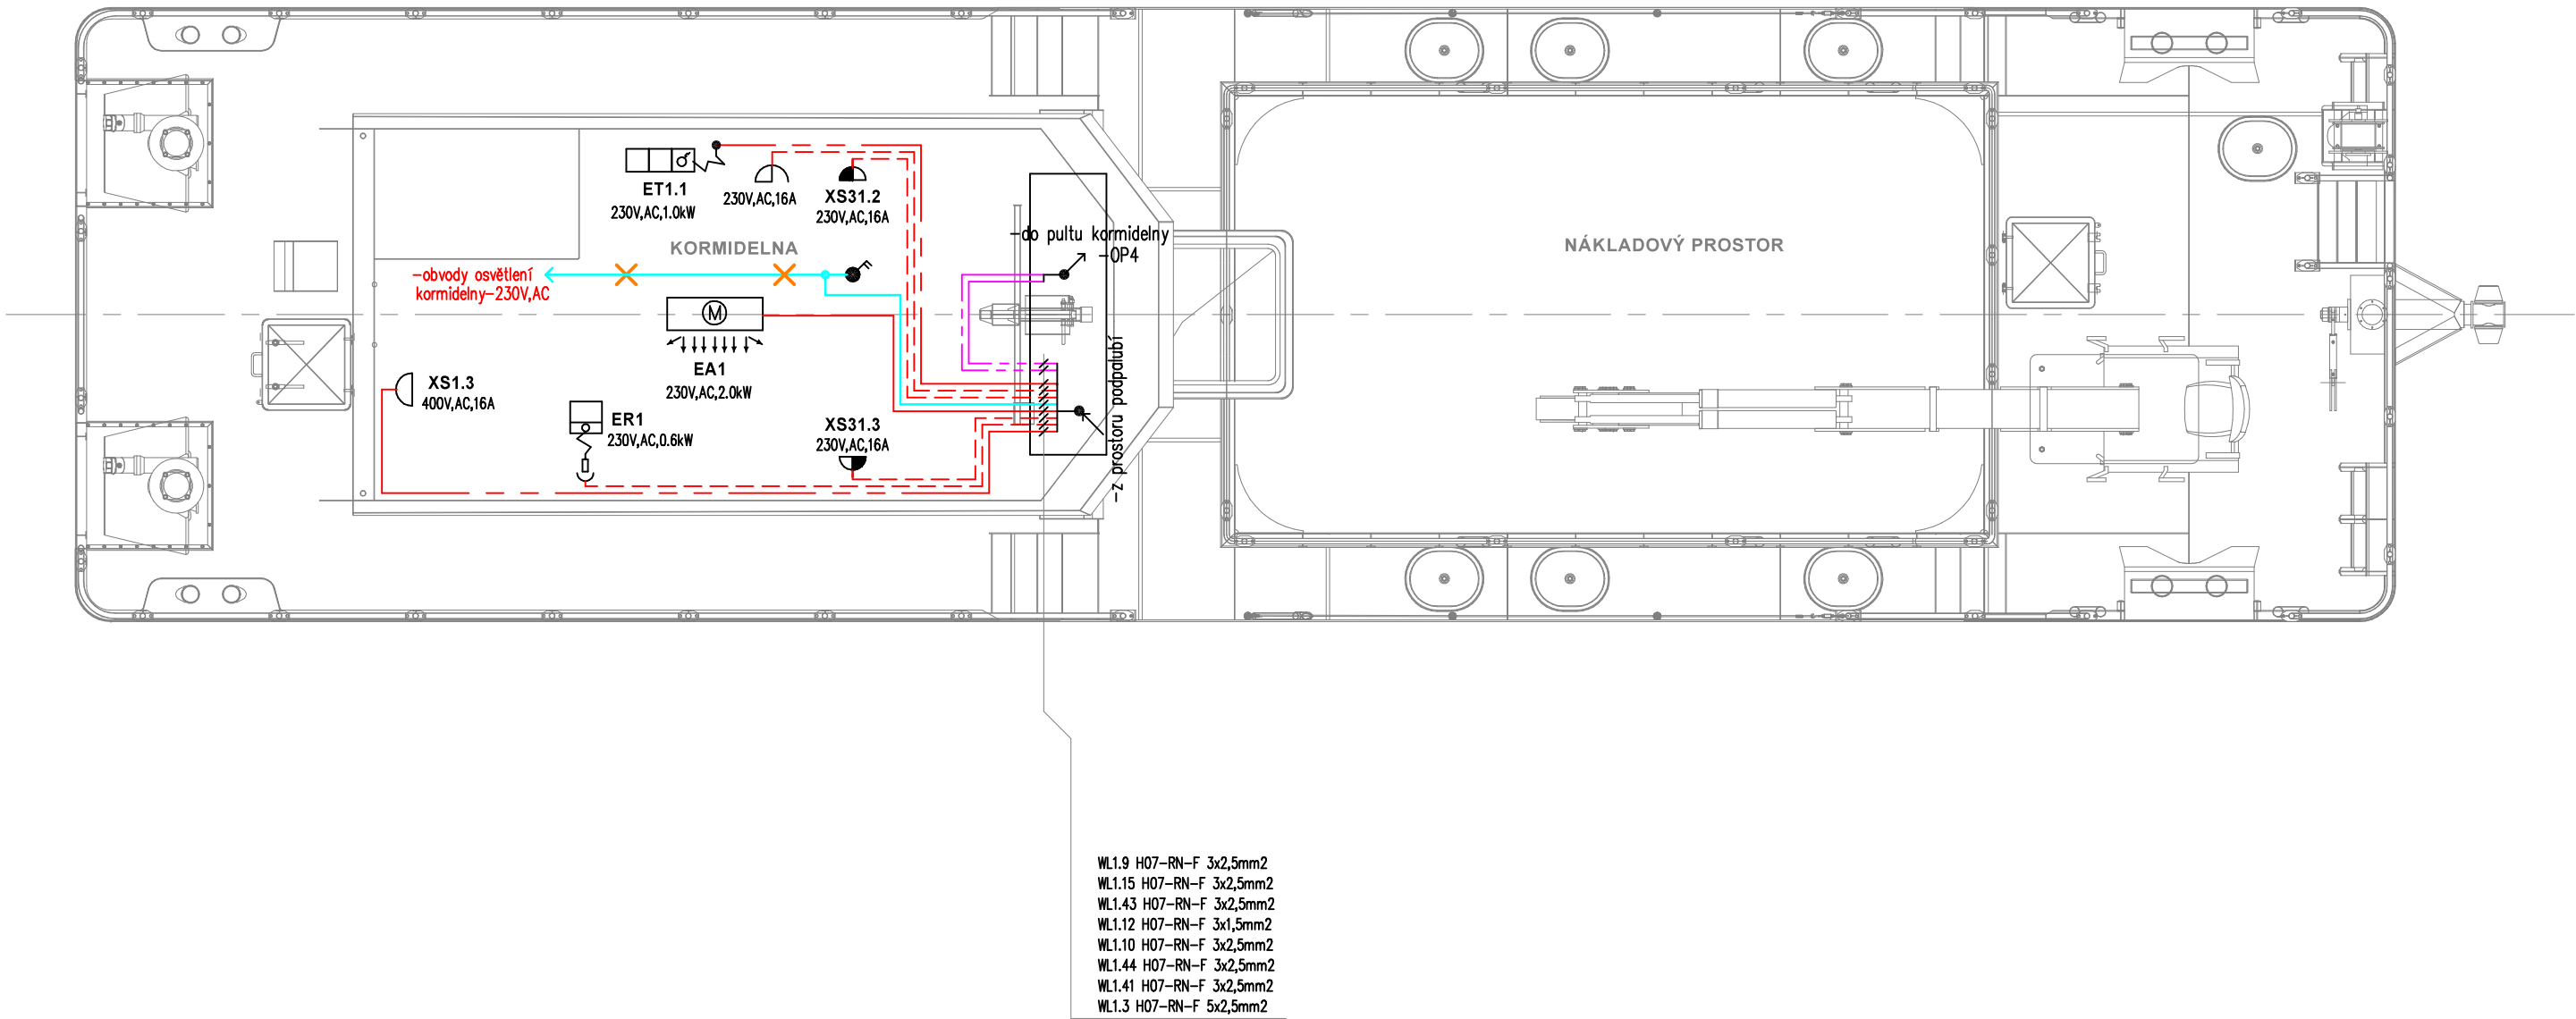 ET1.1
230V,AC,1.0kW
230V,AC,16A
XS31.2
230V,AC,16A
KORMIDELNA
-do pultu kormidelny
-OP4
NÁKLADOVÝ PROSTOR
-obvody osvětlení
kormidelny-230V,AC
M
EA1
230V,AC,2.0kW
XS1.3
400V,AC,16A
ER1
230V,AC,0.6kW
XS31.3
230V,AC,16A
-z prostoru podpalubí
WL1.9 H07-RN-F 3x2,5mm2
WL1.15 H07-RN-F 3x2,5mm2
WL1.43 H07-RN-F 3x2,5mm2
WL1.12 H07-RN-F 3x1,5mm2
WL1.10 H07-RN-F 3x2,5mm2
WL1.44 H07-RN-F 3x2,5mm2
WL1.41 H07-RN-F 3x2,5mm2
WL1.3 H07-RN-F 5x2,5mm2